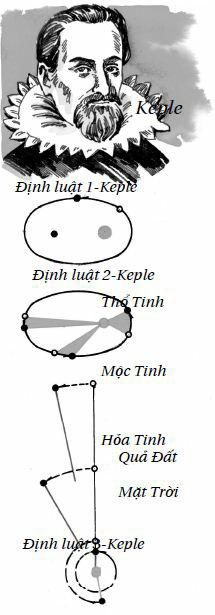 Keple
Định luật 1-Keple
Định luật 2-Keple
Thổ Tinh
Mộc Tinh
Hỏa Tinh
Quả Đất
Mặt Trời
Định luật 3-Keple